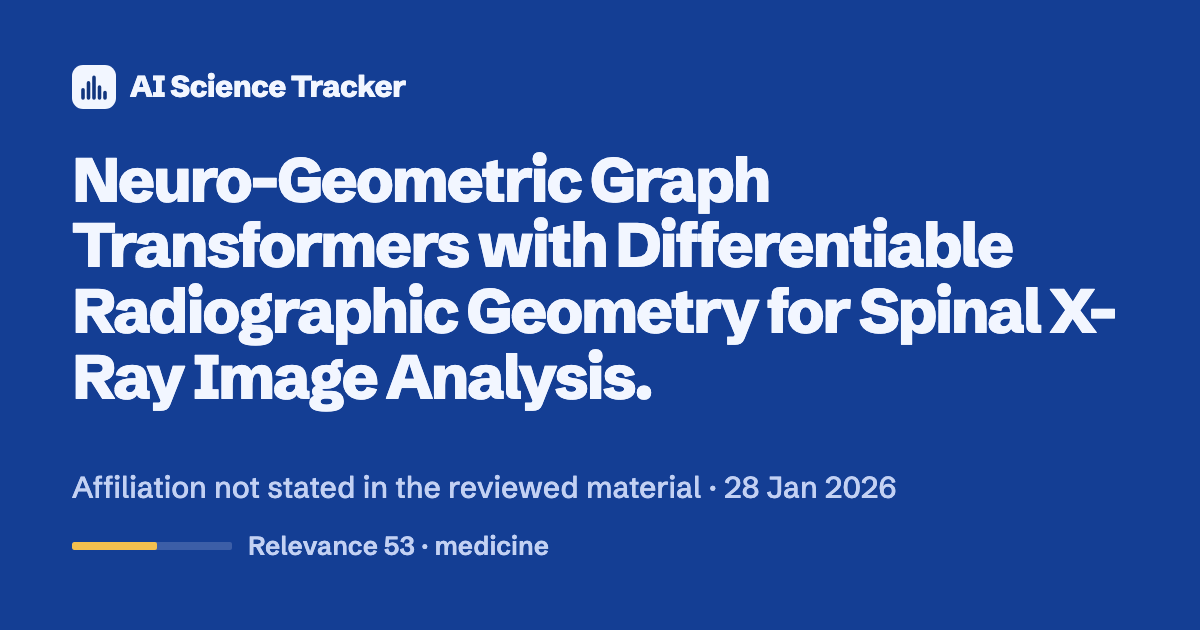 AI Science Tracker
Neuro-Geometric Graph
Transformers with Differentiable
Radiographic Geometry for Spinal X-
Ray Image Analysis.
Affiliation not stated in the reviewed material · 28 Jan 2026
Relevance 53 · medicine